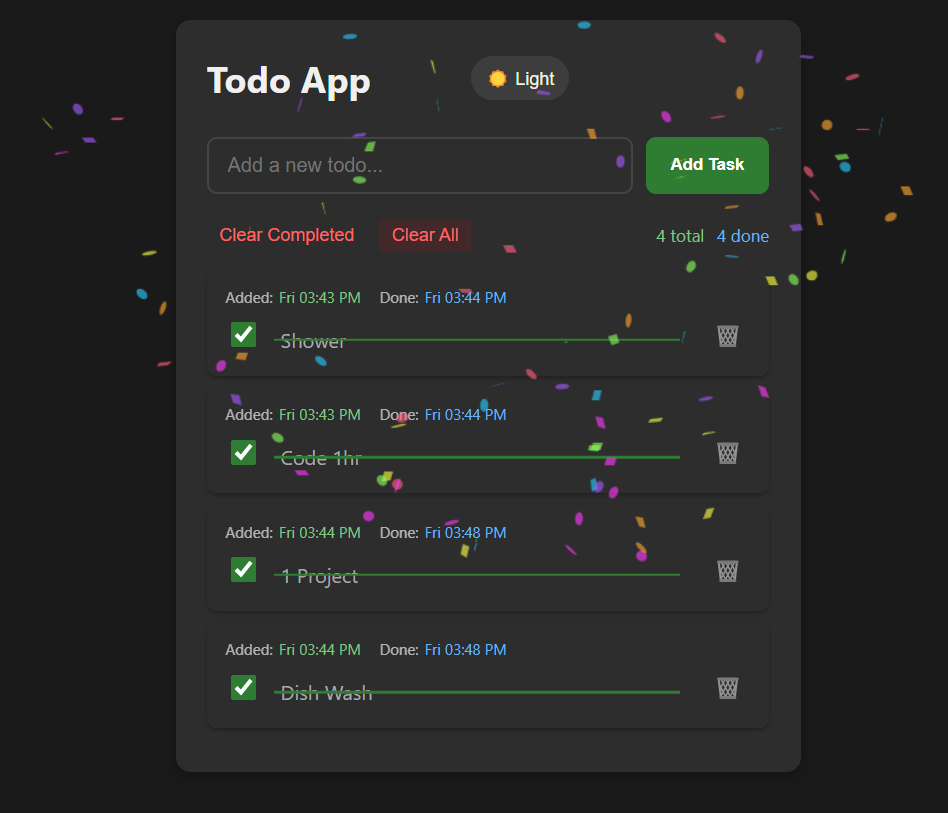 Todo App
Light
Add a new todo...
Add Task
Clear Completed Clear All 4 total 4 done
Added: Fri 03:43 PM Done: Fri 03:44 PM
Shower
Added: Fri 03:43 PM Done: Fri 03:44 PM
Code 1hr
Added: Fri 03:44 PM Done: Fri 03:48 PM
1 Project
Added: Fri 03:44 PM Done: Fri 03:48 PM
Dish Wash